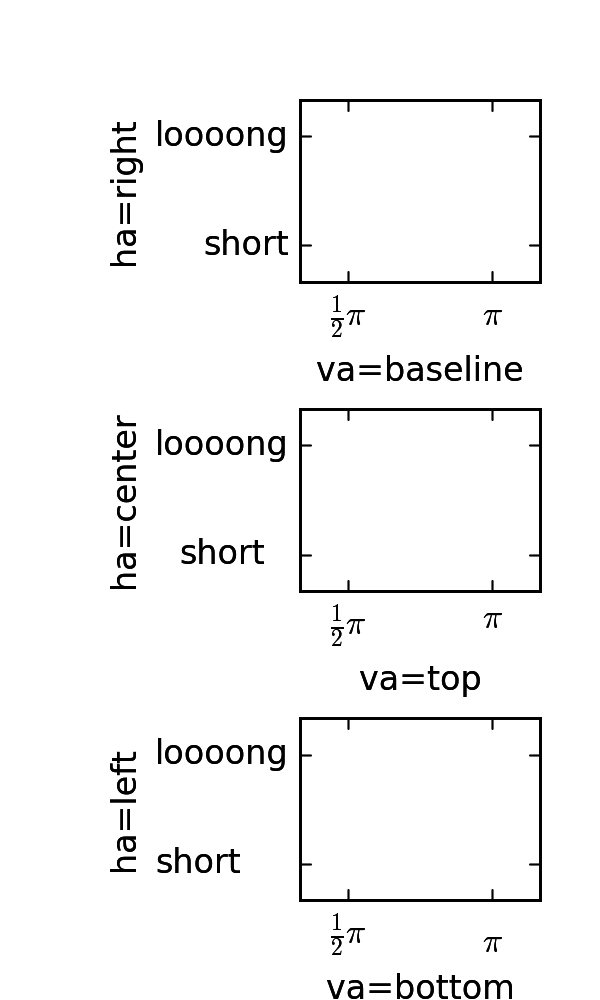 ha=right
loooong
short
½π π
va=baseline
ha=center
loooong
short
½π π
va=top
ha=left
loooong
short
½π π
va=bottom